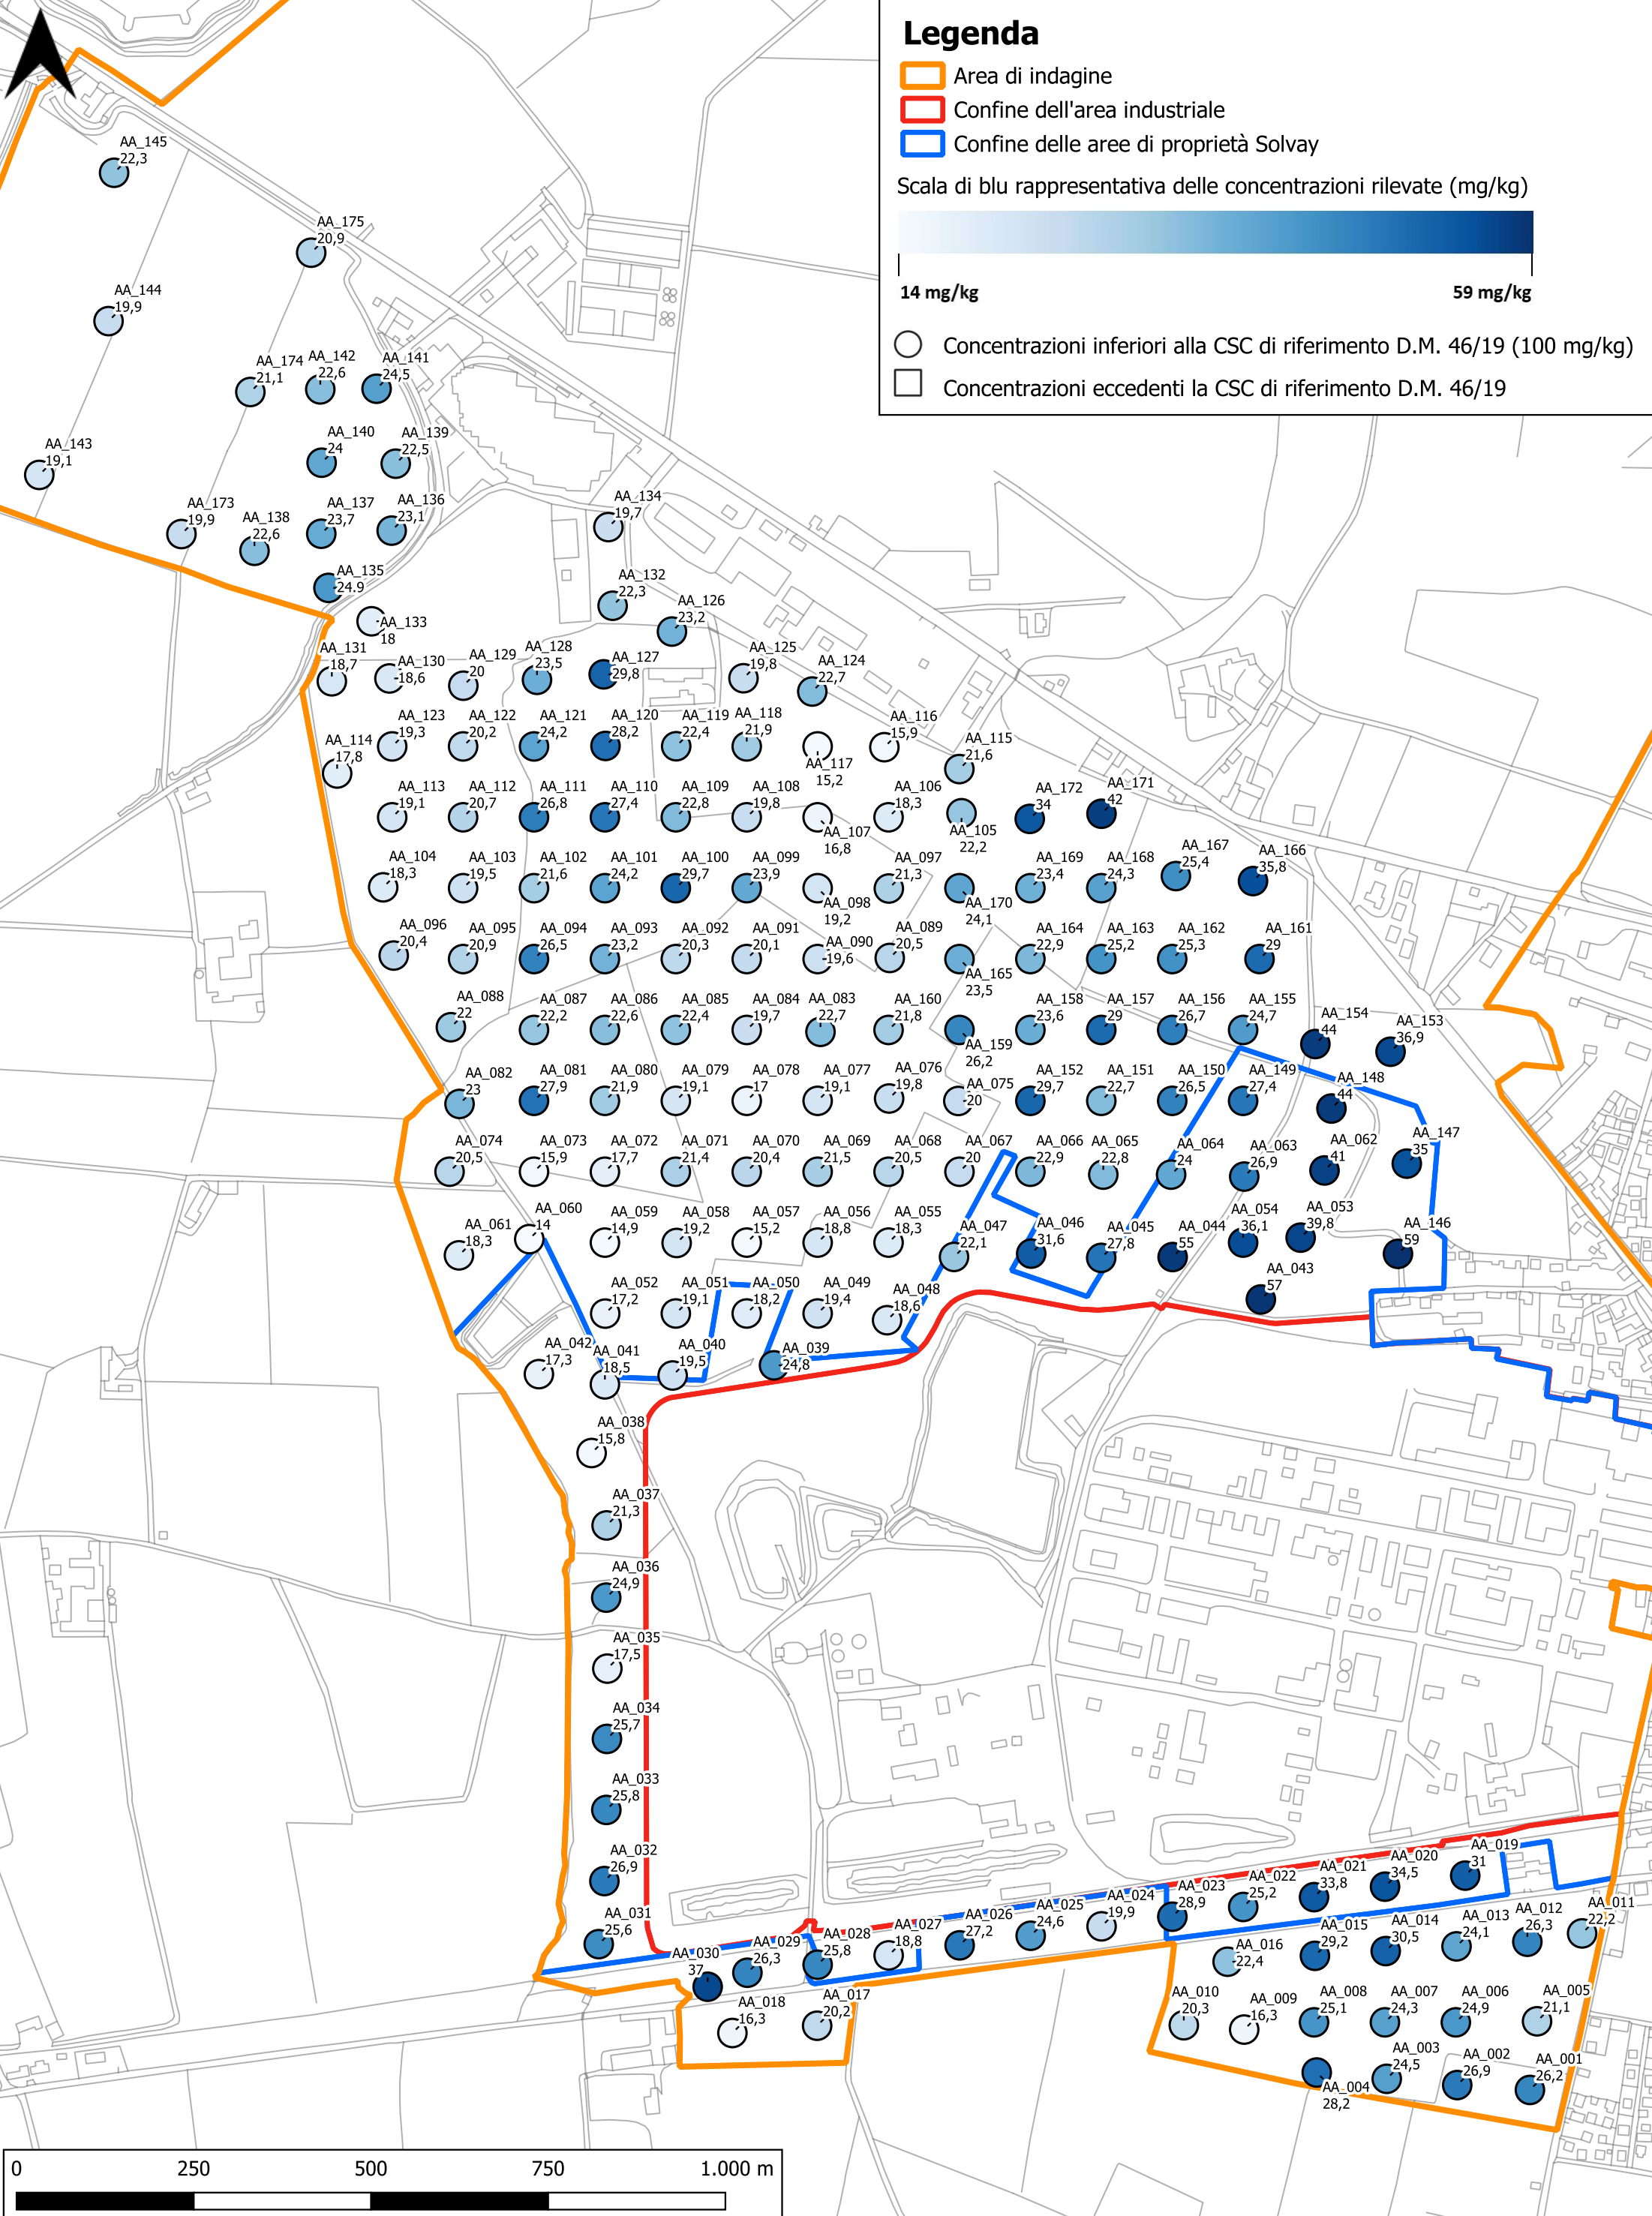 Legenda
Area di indagine
Confine dell'area industriale
Confine delle aree di proprietà Solvay
Scala di blu rappresentativa delle concentrazioni rilevate (mg/kg)
14 mg/kg
59 mg/kg
Concentrazioni inferiori alla CSC di riferimento D.M. 46/19 (100 mg/kg)
Concentrazioni eccedenti la CSC di riferimento D.M. 46/19
AA_145
22,3
AA_175
20,9
AA_144
19,9
AA_174
21,1
AA_142
22,6
AA_141
24,5
AA_143
19,1
AA_140
24
AA_139
22,5
AA_173
19,9
AA_138
22,6
AA_137
23,7
AA_136
23,1
AA_134
19,7
AA_135
24,9
AA_132
22,3
AA_133
18
AA_126
23,2
AA_131
18,7
AA_130
18,6
AA_129
20
AA_128
23,5
AA_127
29,8
AA_125
19,8
AA_124
22,7
AA_114
17,8
AA_123
19,3
AA_122
20,2
AA_121
24,2
AA_120
28,2
AA_119
22,4
AA_118
21,9
AA_117
15,2
AA_116
15,9
AA_115
21,6
AA_113
19,1
AA_112
20,7
AA_111
26,8
AA_110
27,4
AA_109
22,8
AA_108
19,8
AA_107
16,8
AA_106
18,3
AA_105
22,2
AA_172
34
AA_171
42
AA_104
18,3
AA_103
19,5
AA_102
21,6
AA_101
24,2
AA_100
29,7
AA_099
23,9
AA_098
19,2
AA_097
21,3
AA_170
24,1
AA_169
23,4
AA_168
24,3
AA_167
25,4
AA_166
35,8
AA_096
20,4
AA_095
20,9
AA_094
26,5
AA_093
23,2
AA_092
20,3
AA_091
20,1
AA_090
19,6
AA_089
20,5
AA_165
23,5
AA_164
22,9
AA_163
25,2
AA_162
25,3
AA_161
29
AA_088
22
AA_087
22,2
AA_086
22,6
AA_085
22,4
AA_084
19,7
AA_083
22,7
AA_160
21,8
AA_159
26,2
AA_158
23,6
AA_157
29
AA_156
26,7
AA_155
24,7
AA_154
44
AA_153
36,9
AA_082
23
AA_081
27,9
AA_080
21,9
AA_079
19,1
AA_078
17
AA_077
19,1
AA_076
19,8
AA_075
20
AA_152
29,7
AA_151
22,7
AA_150
26,5
AA_149
27,4
AA_148
44
AA_074
20,5
AA_073
15,9
AA_072
17,7
AA_071
21,4
AA_070
20,4
AA_069
21,5
AA_068
20,5
AA_067
20
AA_066
22,9
AA_065
22,8
AA_064
24
AA_063
26,9
AA_062
41
AA_147
35
AA_061
18,3
AA_060
14
AA_059
14,9
AA_058
19,2
AA_057
15,2
AA_056
18,8
AA_055
18,3
AA_047
22,1
AA_046
31,6
AA_045
27,8
AA_044
55
AA_054
36,1
AA_053
39,8
AA_146
59
AA_052
17,2
AA_051
19,1
AA_050
18,2
AA_049
19,4
AA_048
18,6
AA_043
57
AA_042
17,3
AA_041
18,5
AA_040
19,5
AA_039
24,8
AA_038
15,8
AA_037
21,3
AA_036
24,9
AA_035
17,5
AA_034
25,7
AA_033
25,8
AA_032
26,9
AA_031
25,6
AA_030
37
AA_029
26,3
AA_028
25,8
AA_027
18,8
AA_026
27,2
AA_025
24,6
AA_024
19,9
AA_023
28,9
AA_022
25,2
AA_021
33,8
AA_020
34,5
AA_019
31
AA_018
16,3
AA_017
20,2
AA_016
22,4
AA_015
29,2
AA_014
30,5
AA_013
24,1
AA_012
26,3
AA_011
22,2
AA_010
20,3
AA_009
16,3
AA_008
25,1
AA_007
24,3
AA_006
24,9
AA_005
21,1
AA_004
28,2
AA_003
24,5
AA_002
26,9
AA_001
26,2
0 250 500 750 1.000 m